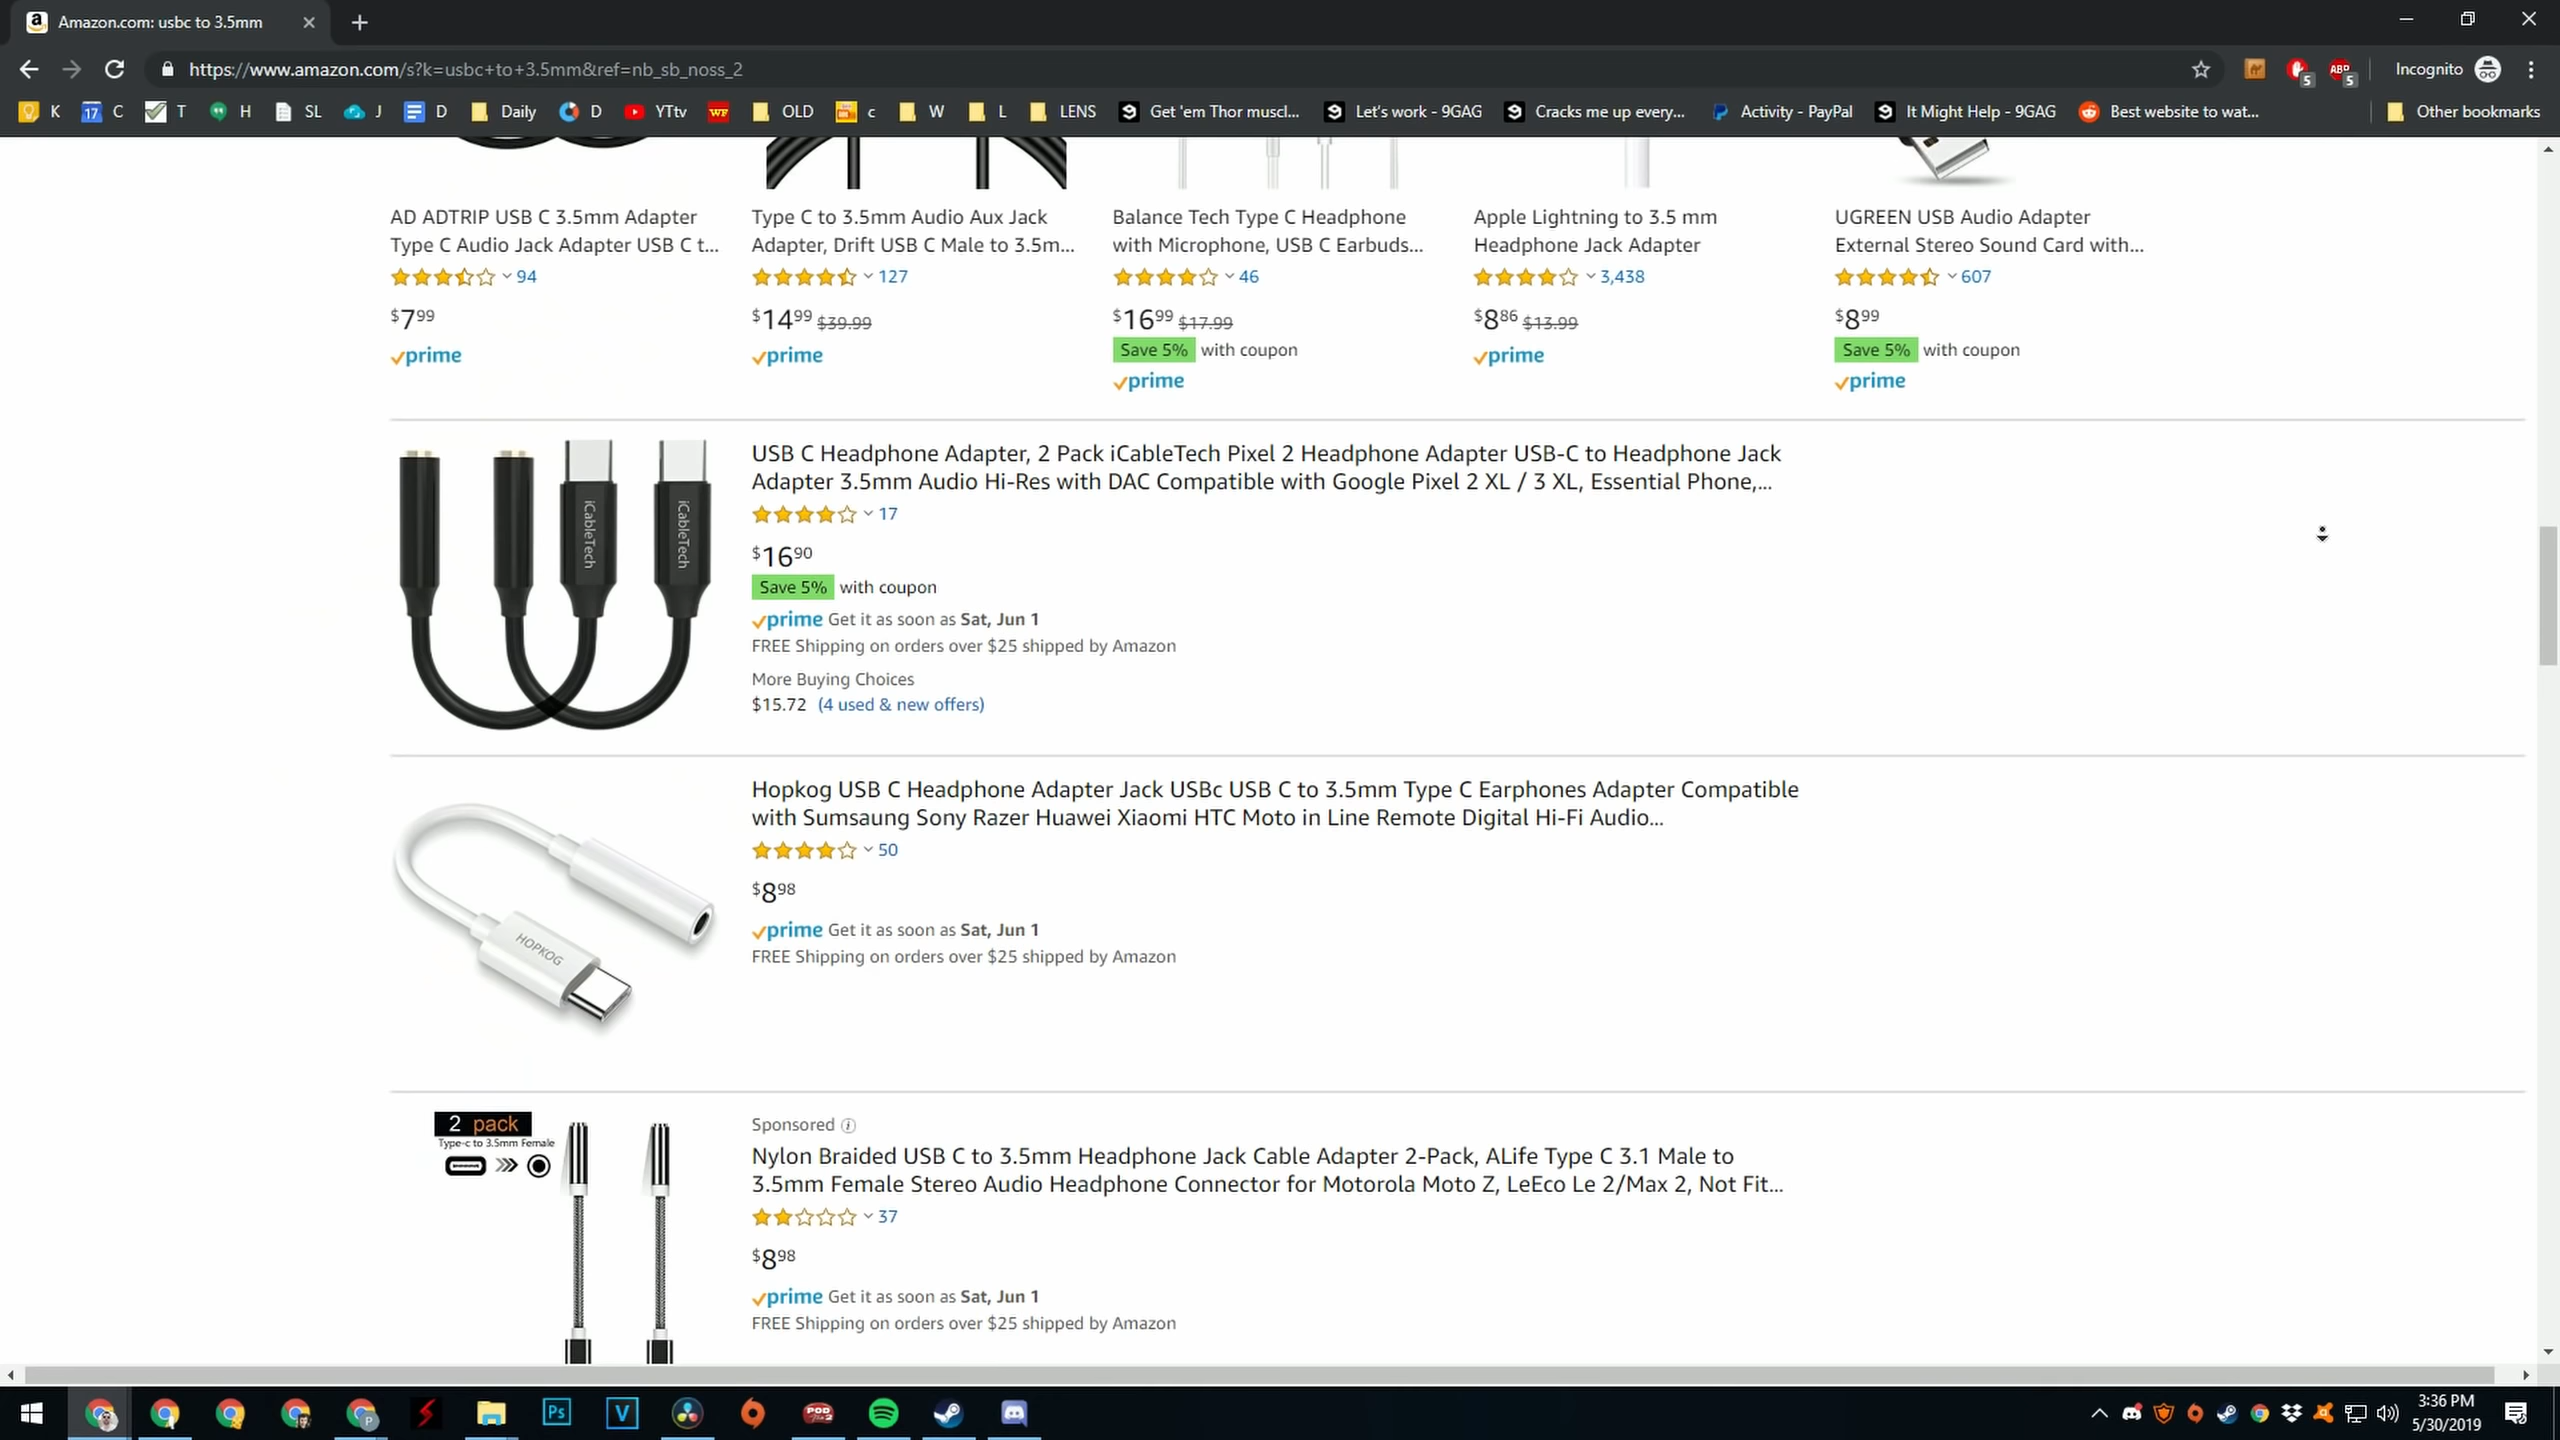 Amazon.com: usbc to 3.5mm
https://www.amazon.com/s?k=usbc+to+3.5mm&ref=nb_sb_noss_2
5
ABP 5
Incognito
K
17 C
T
H
SL
J
D
Daily
D
YTtv
WF
OLD
c
W
L
LENS
Get 'em Thor muscl...
Let's work - 9GAG
Cracks me up every...
Activity - PayPal
It Might Help - 9GAG
Best website to wat...
Other bookmarks
AD ADTRIP USB C 3.5mm Adapter
Type C Audio Jack Adapter USB C t...
94
$7.99
prime
Type C to 3.5mm Audio Aux Jack
Adapter, Drift USB C Male to 3.5m...
127
$14.99 $39.99
prime
Balance Tech Type C Headphone
with Microphone, USB C Earbuds...
46
$16.99 $17.99
Save 5% with coupon
prime
Apple Lightning to 3.5 mm
Headphone Jack Adapter
3,438
$8.86 $13.99
prime
UGREEN USB Audio Adapter
External Stereo Sound Card with...
607
$8.99
Save 5% with coupon
prime
iCableTech
iCableTech
USB C Headphone Adapter, 2 Pack iCableTech Pixel 2 Headphone Adapter USB-C to Headphone Jack
Adapter 3.5mm Audio Hi-Res with DAC Compatible with Google Pixel 2 XL / 3 XL, Essential Phone,...
17
$16.90
Save 5% with coupon
prime Get it as soon as Sat, Jun 1
FREE Shipping on orders over $25 shipped by Amazon
More Buying Choices
$15.72 (4 used & new offers)
HOPKOG
Hopkog USB C Headphone Adapter Jack USBc USB C to 3.5mm Type C Earphones Adapter Compatible
with Sumsaung Sony Razer Huawei Xiaomi HTC Moto in Line Remote Digital Hi-Fi Audio...
50
$8.98
prime Get it as soon as Sat, Jun 1
FREE Shipping on orders over $25 shipped by Amazon
2 pack
Type-c to 3.5mm Female
Sponsored
Nylon Braided USB C to 3.5mm Headphone Jack Cable Adapter 2-Pack, ALife Type C 3.1 Male to
3.5mm Female Stereo Audio Headphone Connector for Motorola Moto Z, LeEco Le 2/Max 2, Not Fit...
37
$8.98
prime Get it as soon as Sat, Jun 1
FREE Shipping on orders over $25 shipped by Amazon
P
Ps
V
POD
3:36 PM
5/30/2019